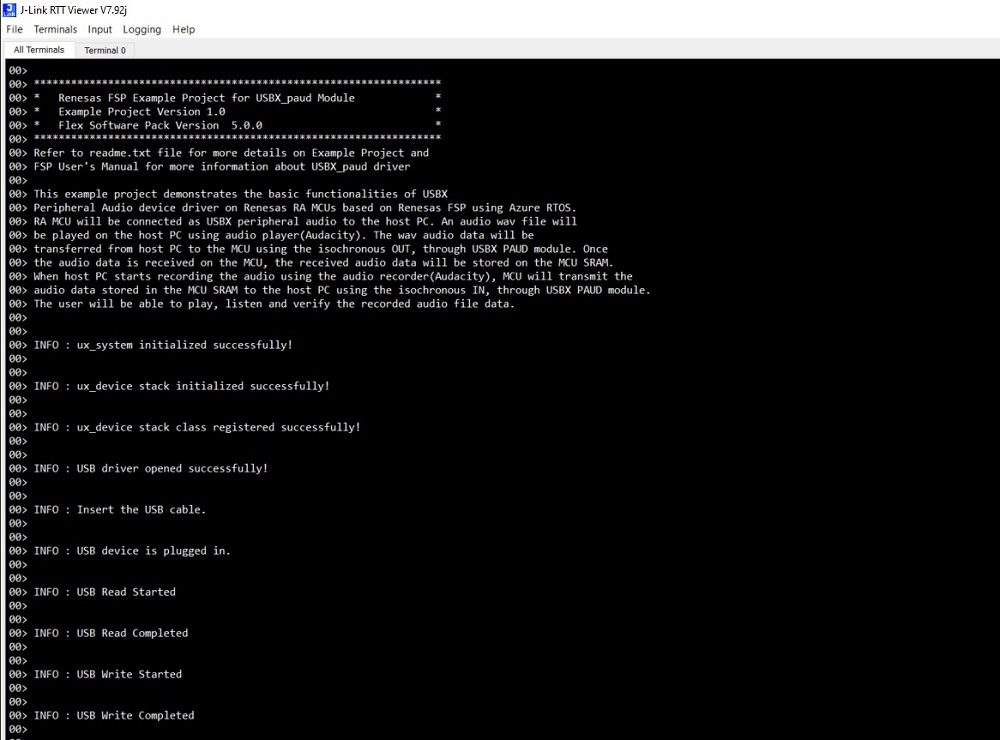 J-Link RTT Viewer V7.92j
File Terminals Input Logging Help
All Terminals Terminal 0
00>
00> ******************************************************************
00> *   Renesas FSP Example Project for USBX_paud Module             *
00> *   Example Project Version 1.0                                  *
00> *   Flex Software Pack Version  5.0.0                            *
00> ******************************************************************
00> Refer to readme.txt file for more details on Example Project and
00> FSP User's Manual for more information about USBX_paud driver
00>
00> This example project demonstrates the basic functionalities of USBX
00> Peripheral Audio device driver on Renesas RA MCUs based on Renesas FSP using Azure RTOS.
00> RA MCU will be connected as USBX peripheral audio to the host PC. An audio wav file will
00> be played on the host PC using audio player(Audacity). The wav audio data will be
00> transferred from host PC to the MCU using the isochronous OUT, through USBX PAUD module. Once
00> the audio data is received on the MCU, the received audio data will be stored on the MCU SRAM.
00> When host PC starts recording the audio using the audio recorder(Audacity), MCU will transmit the
00> audio data stored in the MCU SRAM to the host PC using the isochronous IN, through USBX PAUD module.
00> The user will be able to play, listen and verify the recorded audio file data.
00>
00>
00> INFO : ux_system initialized successfully!
00>
00>
00> INFO : ux_device stack initialized successfully!
00>
00>
00> INFO : ux_device stack class registered successfully!
00>
00>
00> INFO : USB driver opened successfully!
00>
00>
00> INFO : Insert the USB cable.
00>
00>
00> INFO : USB device is plugged in.
00>
00>
00> INFO : USB Read Started
00>
00>
00> INFO : USB Read Completed
00>
00>
00> INFO : USB Write Started
00>
00>
00> INFO : USB Write Completed
00>